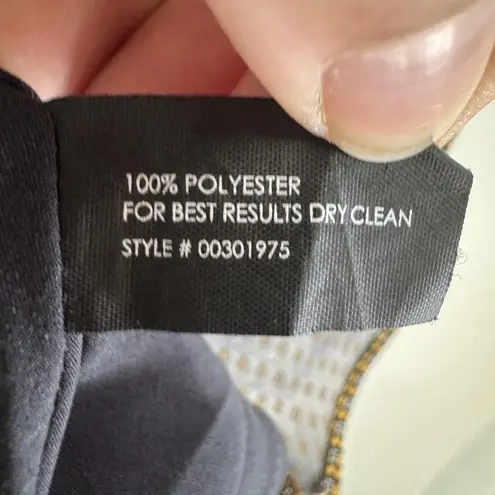 100% POLYESTER
FOR BEST RESULTS DRY CLEAN
STYLE # 00301975